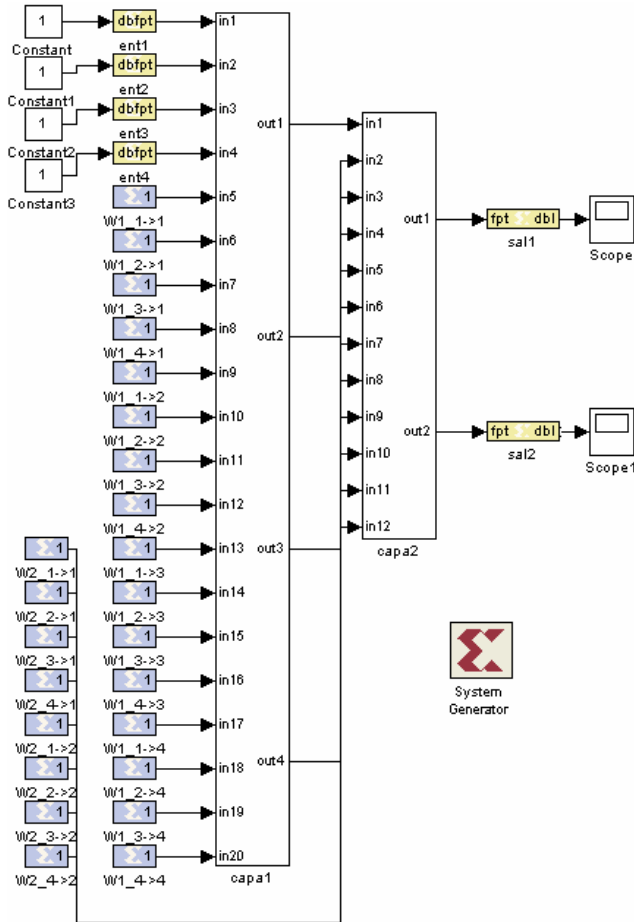 1 dbfpt in1
Constant ent1
1 dbfpt in2
Constant1 ent2
1 dbfpt in3
Constant2 ent3
1 dbfpt in4
Constant3 ent4
1 in5
W1_1->1
1 in6
W1_2->1
1 in7
W1_3->1
1 in8
W1_4->1
1 in9
W1_1->2
1 in10
W1_2->2
1 in11
W1_3->2
1 in12
W1_4->2
1 in13
W1_1->3
1 in14
W1_2->3
1 in15
W1_3->3
1 in16
W1_4->3
1 in17
W1_1->4
1 in18
W1_2->4
1 in19
W1_3->4
1 in20
W1_4->4
1
W2_1->1
1
W2_2->1
1
W2_3->1
1
W2_4->1
1
W2_1->2
1
W2_2->2
1
W2_3->2
1
W2_4->2
out1
out2
out3
out4
capa1
in1
in2
in3
in4
in5
in6
in7
in8
in9
in10
in11
in12
out1
out2
capa2
fpt dbl
sal1
Scope
fpt dbl
sal2
Scope1
System
Generator